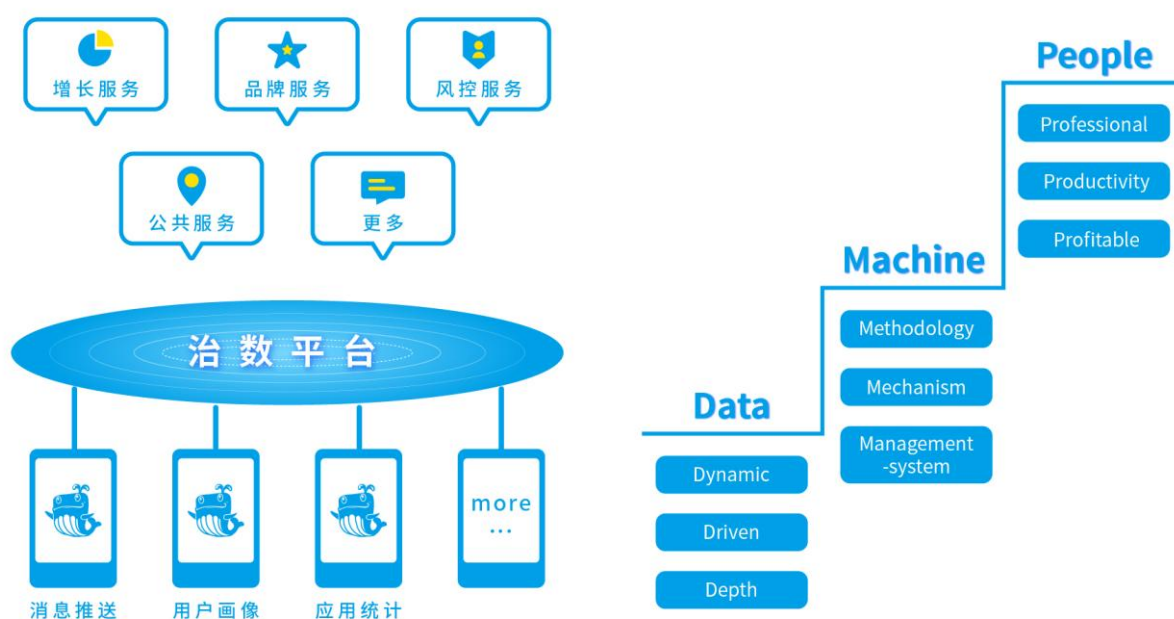 增长服务
品牌服务
风控服务
公共服务
更多
治数平台
more
...
消息推送
用户画像
应用统计
People
Professional
Productivity
Profitable
Machine
Methodology
Mechanism
Management
-system
Data
Dynamic
Driven
Depth